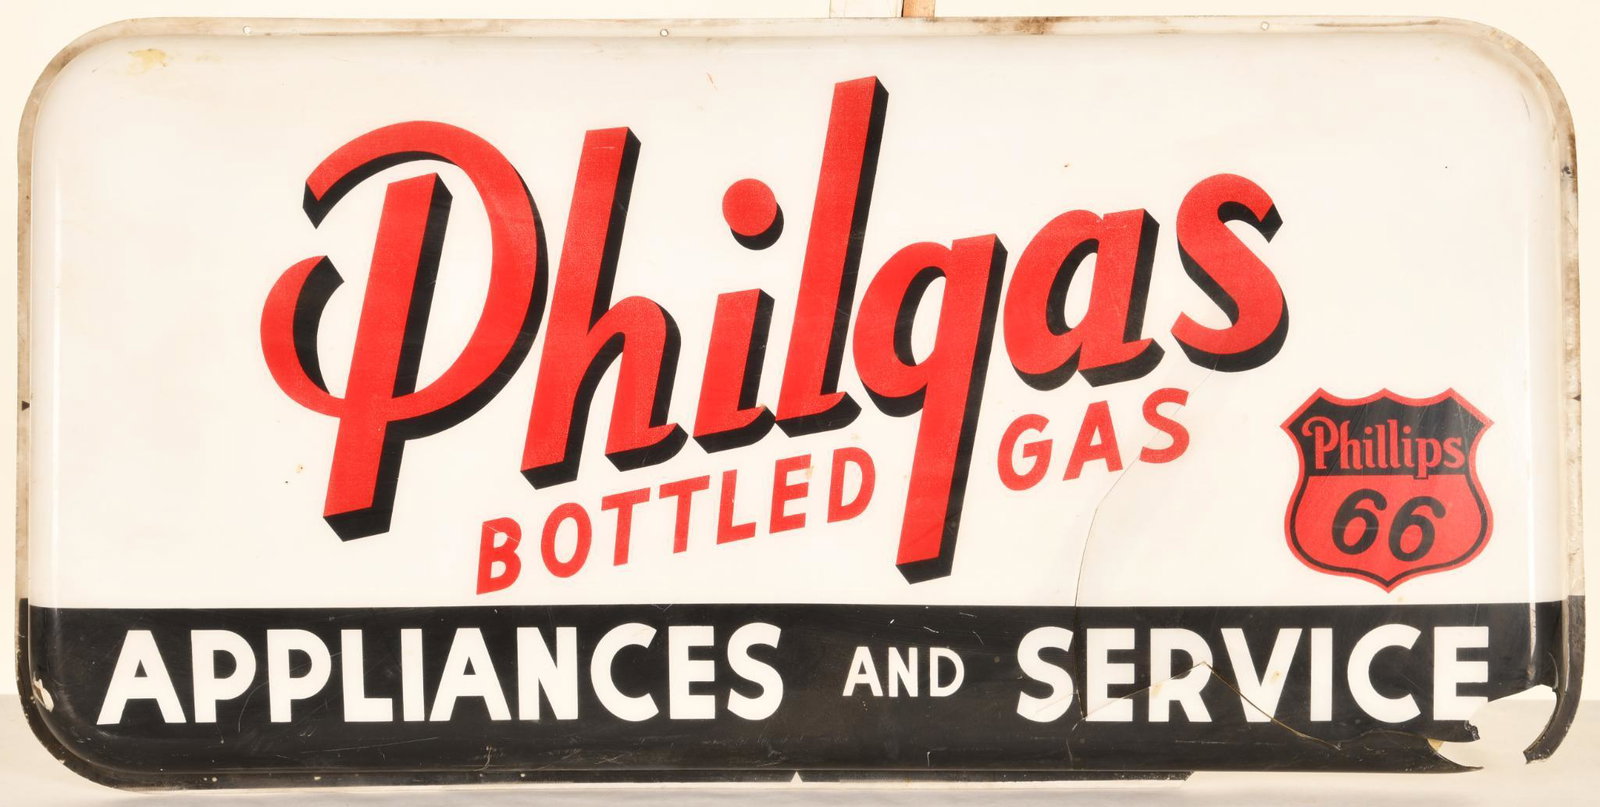 Philgas
BOTTLED GAS
Phillips
66
APPLIANCES AND SERVICE